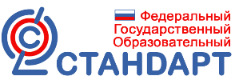 Федеральный
Государственный
Образовательный
СТАНДАРТ